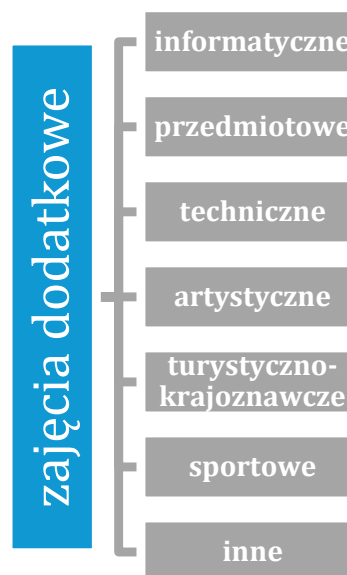 zajęcia dodatkowe
informatyczne
przedmiotowe
techniczne
artystyczne
turystyczno-
krajoznawcze
sportowe
inne